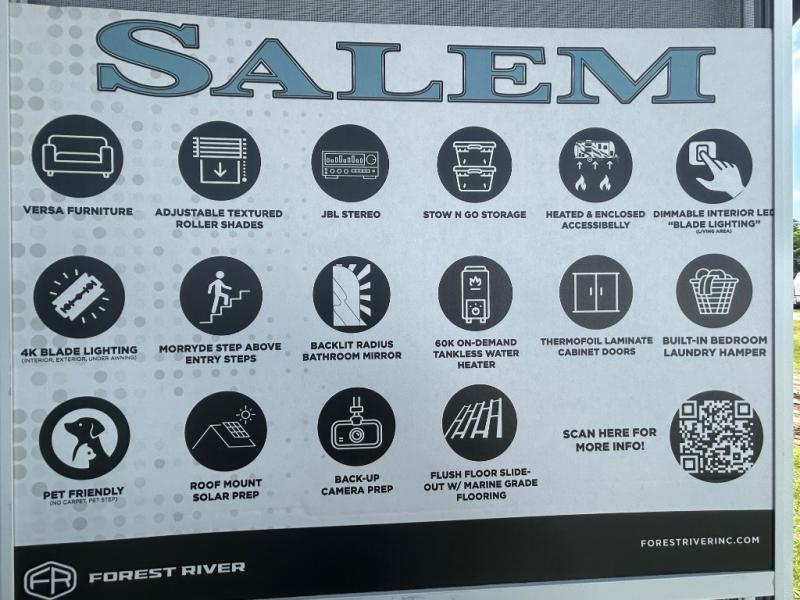 SALEM
VERSA FURNITURE
ADJUSTABLE TEXTURED
ROLLER SHADES
JBL STEREO
STOW N GO STORAGE
HEATED & ENCLOSED
ACCESSIBELLY
DIMMABLE INTERIOR LED
"BLADE LIGHTING"
(LIVING AREA)
4K BLADE LIGHTING
(INTERIOR, EXTERIOR, UNDER AWNING)
MORRYDE STEP ABOVE
ENTRY STEPS
BACKLIT RADIUS
BATHROOM MIRROR
60K ON-DEMAND
TANKLESS WATER
HEATER
THERMOFOIL LAMINATE
CABINET DOORS
BUILT-IN BEDROOM
LAUNDRY HAMPER
PET FRIENDLY
(NO CARPET, PET STEP)
ROOF MOUNT
SOLAR PREP
BACK-UP
CAMERA PREP
FLUSH FLOOR SLIDE-
OUT W/ MARINE GRADE
FLOORING
SCAN HERE FOR
MORE INFO!
FR FOREST RIVER
FORESTRIVERINC.COM